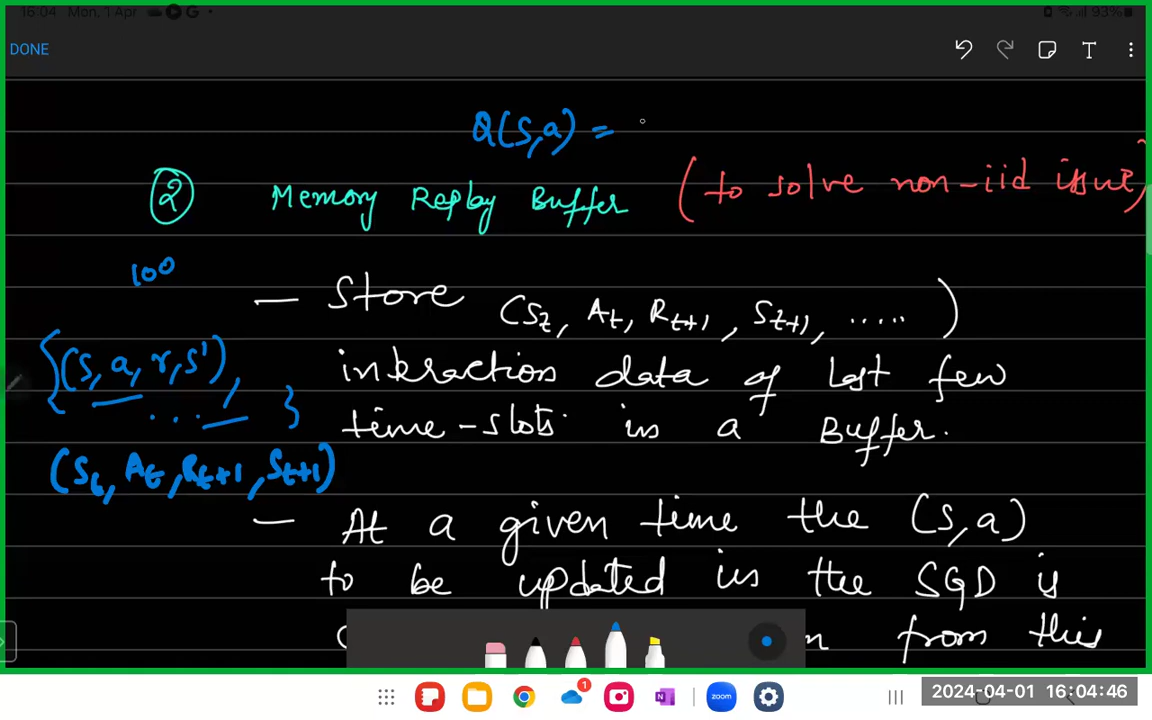 16:04 Mon, 1 Apr
93%
DONE
T
Q(S,a) =
② Memory Replay Buffer (to solve non-iid issue)
100
— Store (St, At, Rt+1, St+1, .....)
{(s, a, r, s'), ... }
interaction data of last few
time-slots in a Buffer.
(St, At, Rt+1, St+1)
— At a given time the (s,a)
to be updated in the SGD is
from this
1
zoom
N
2024-04-01 16:04:46